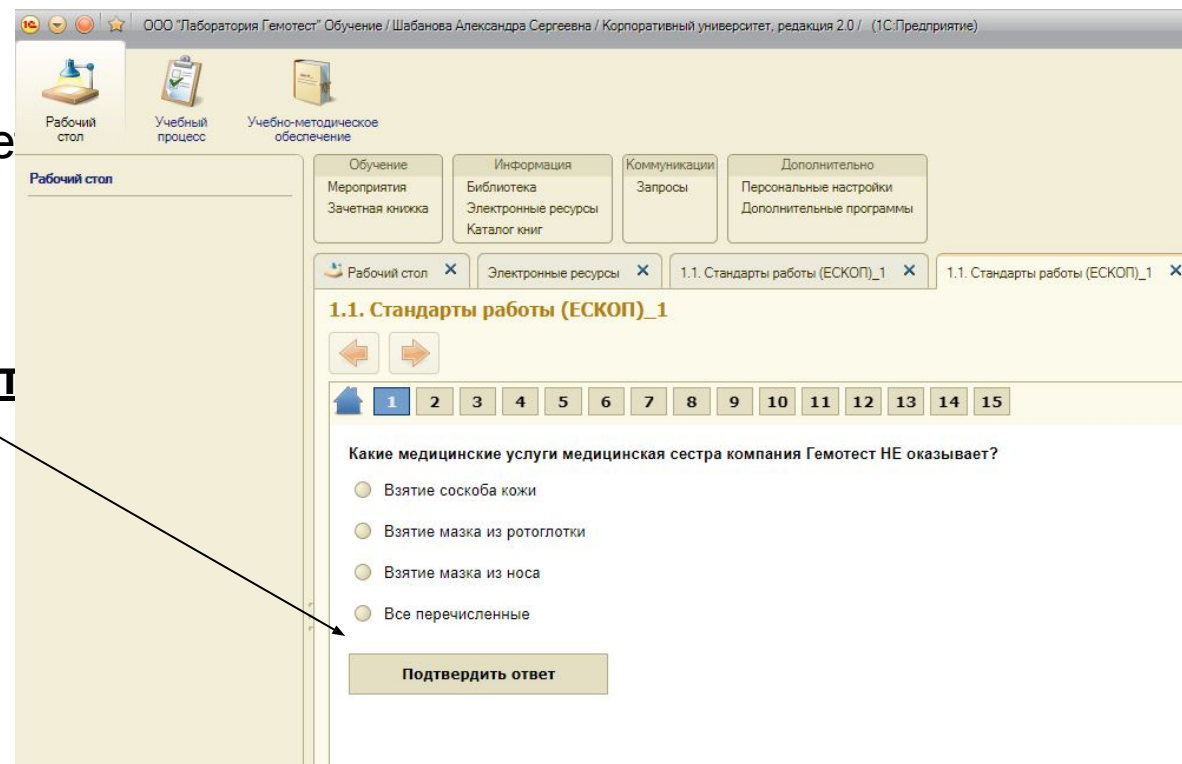 ООО "Лаборатория Гемотест" Обучение / Шабанова Александра Сергеевна / Корпоративный университет, редакция 2.0 / (1С:Предприятие)
Рабочий стол
Учебный процесс
Учебно-методическое обеспечение
Рабочий стол
Обучение
Мероприятия
Зачетная книжка
Информация
Библиотека
Электронные ресурсы
Каталог книг
Коммуникации
Запросы
Дополнительно
Персональные настройки
Дополнительные программы
Рабочий стол
Электронные ресурсы
1.1. Стандарты работы (ЕСКОП)_1
1.1. Стандарты работы (ЕСКОП)_1
1.1. Стандарты работы (ЕСКОП)_1
1 2 3 4 5 6 7 8 9 10 11 12 13 14 15
Какие медицинские услуги медицинская сестра компания Гемотест НЕ оказывает?
Взятие соскоба кожи
Взятие мазка из ротоглотки
Взятие мазка из носа
Все перечисленные
Подтвердить ответ